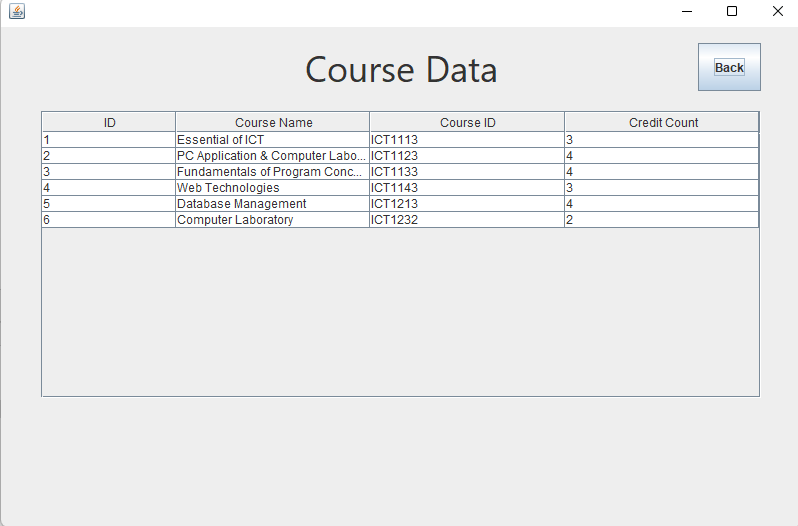 Course Data
Back
ID Course Name Course ID Credit Count
1 Essential of ICT ICT1113 3
2 PC Application & Computer Labo... ICT1123 4
3 Fundamentals of Program Conc... ICT1133 4
4 Web Technologies ICT1143 3
5 Database Management ICT1213 4
6 Computer Laboratory ICT1232 2